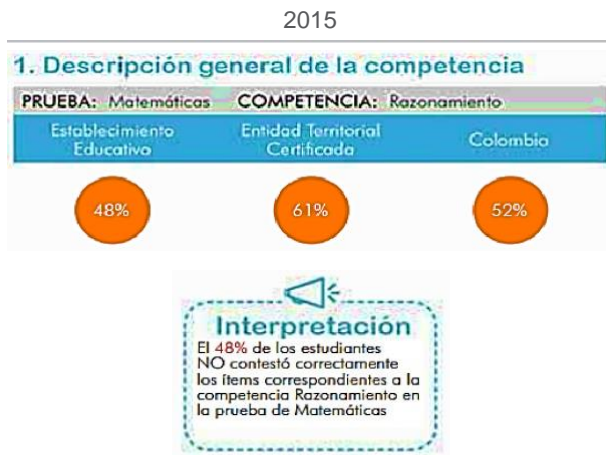 2015
1. Descripción general de la competencia
PRUEBA: Matemáticas COMPETENCIA: Razonamiento
Establecimiento Educativo
Entidad Territorial Certificada
Colombia
48% 61% 52%
Interpretación
El 48% de los estudiantes
NO contestó correctamente
los ítems correspondientes a la
competencia Razonamiento en
la prueba de Matemáticas